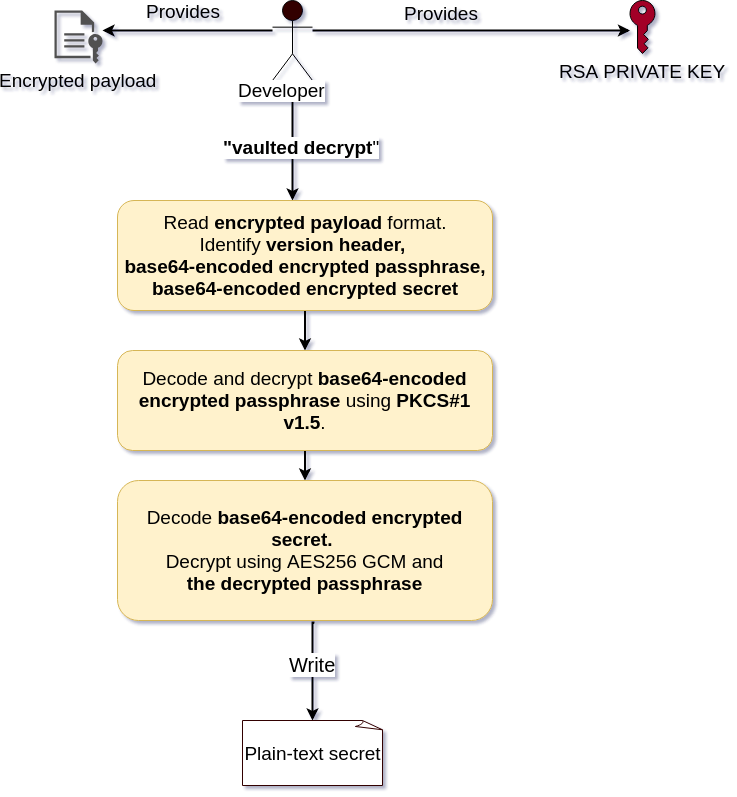 Provides
Provides
Encrypted payload
RSA PRIVATE KEY
Developer
"vaulted decrypt"
Read encrypted payload format.
Identify version header,
base64-encoded encrypted passphrase,
base64-encoded encrypted secret
Decode and decrypt base64-encoded
encrypted passphrase using PKCS#1
v1.5.
Decode base64-encoded encrypted
secret.
Decrypt using AES256 GCM and
the decrypted passphrase
Write
Plain-text secret